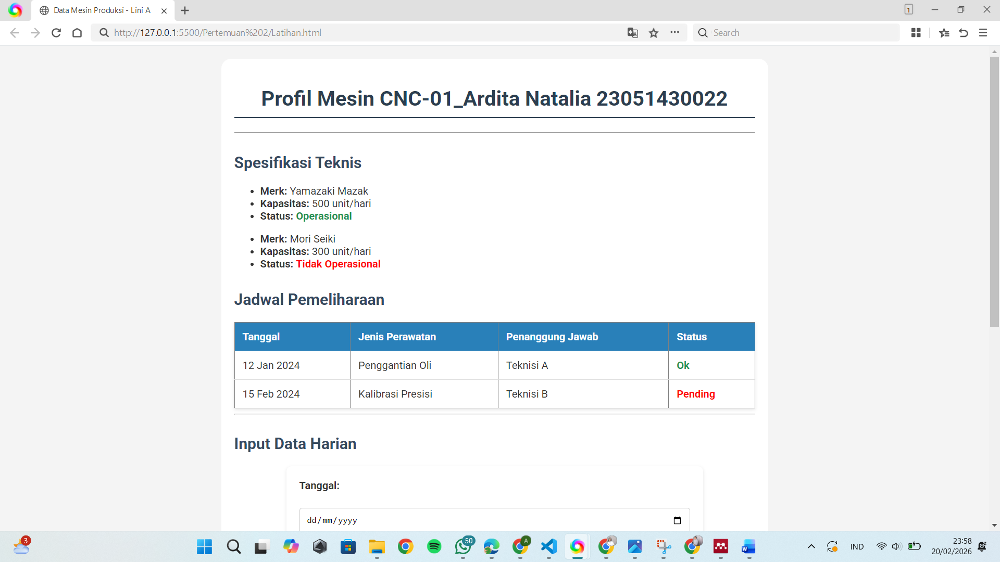 Data Mesin Produksi - Lini A
1
http://127.0.0.1:5500/Pertemuan%202/Latihan.html
Search
Profil Mesin CNC-01_Ardita Natalia 23051430022
Spesifikasi Teknis
• Merk: Yamazaki Mazak
• Kapasitas: 500 unit/hari
• Status: Operasional
• Merk: Mori Seiki
• Kapasitas: 300 unit/hari
• Status: Tidak Operasional
Jadwal Pemeliharaan
Tanggal Jenis Perawatan Penanggung Jawab Status
12 Jan 2024 Penggantian Oli Teknisi A Ok
15 Feb 2024 Kalibrasi Presisi Teknisi B Pending
Input Data Harian
Tanggal:
dd/mm/yyyy
3
50
A
W
IND
23:58
20/02/2026